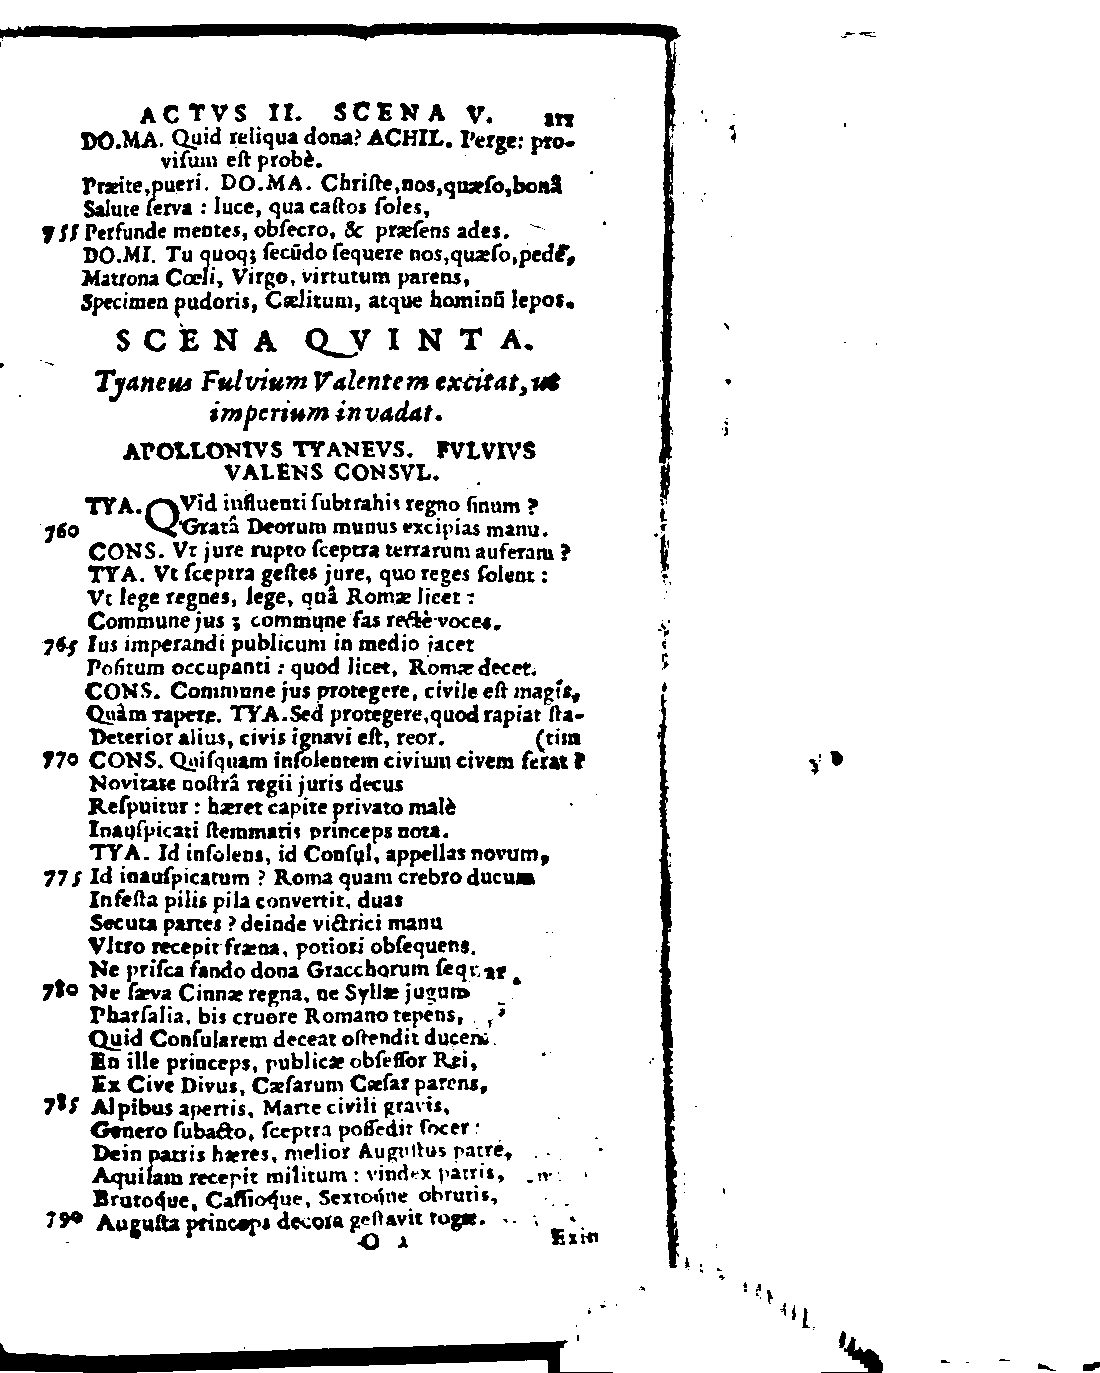 ACTVS II. SCENA V. 211
DO.MA. Quid reliqua dona? ACHIL. Perge: pro-
viſum eſt probè.
Præite, pueri. DO.MA. Chriſte, nos, quæſo, bonâ
Salute ſerva : luce, qua caſtos ſoles,
755 Perfunde mentes, obſecro, & præſens ades.
DO.MI. Tu quoq; ſecūdo ſequere nos, quæſo, pede,
Matrona Cœli, Virgo, virtutum parens,
Specimen pudoris, Cælitum, atque hominū lepos.
SCENA QVINTA.
Tyaneus Fulvium Valentem excitat, ut
imperium invadat.
APOLLONIVS TYANEVS. FVLVIVS
VALENS CONSVL.
TYA. QVid influenti ſubtrahis regno ſinum ?
760 Gratâ Deorum munus excipias manu.
CONS. Vt jure rupto ſceptra terrarum auferam ?
TYA. Vt ſceptra geſtes jure, quo reges ſolent :
Vt lege regnes, lege, quâ Romæ licet :
Commune jus ; commune fas rectè voces.
765 Ius imperandi publicum in medio jacet
Poſitum occupanti : quod licet, Romæ decet.
CONS. Commune jus protegere, civile eſt magis,
Quàm rapere. TYA. Sed protegere, quod rapiat ſta-
Deterior alius, civis ignavi eſt, reor. (tim
770 CONS. Quiſquam inſolentem civium civem ferat ?
Novitate noſtrâ regii juris decus
Reſpuitur : hæret capite privato malè
Inauſpicati ſtemmatis princeps nota.
TYA. Id inſolens, id Conſul, appellas novum,
775 Id inauſpicatum ? Roma quam crebro ducum
Infeſta pilis pila convertit, duas
Secuta partes ? deinde victrici manu
Vltro recepit fræna, potiori obſequens.
Ne priſca fando dona Gracchorum ſequar.
780 Ne ſæva Cinnæ regna, ne Syllæ jugum
Pharſalia, bis cruore Romano tepens,
Quid Conſularem deceat oſtendit ducem.
En ille princeps, publicæ obſeſſor Rei,
Ex Cive Divus, Cæſarum Cæſar parens,
785 Alpibus apertis, Marte civili gravis,
Genero ſubacto, ſceptra poſſedit ſocer :
Dein patris hæres, melior Auguſtus patre,
Aquilam recepit militum : vindex patris,
Brutoque, Caſſioque, Sextoque obrutis,
790 Auguſta princeps decora geſtavit togæ.
O 2 Exin